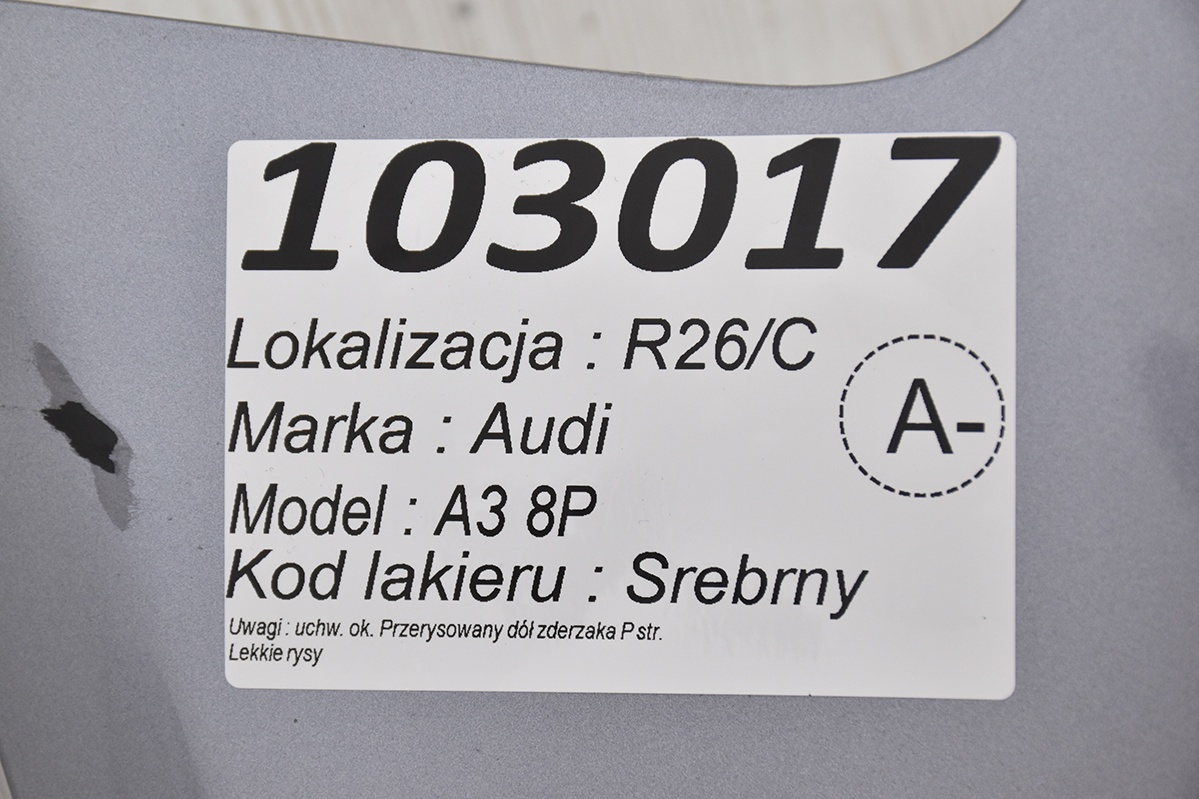 103017
Lokalizacja : R26/C
A-
Marka : Audi
Model : A3 8P
Kod lakieru : Srebrny
Uwagi : uchw. ok. Przerysowany dół zderzaka P str.
Lekkie rysy